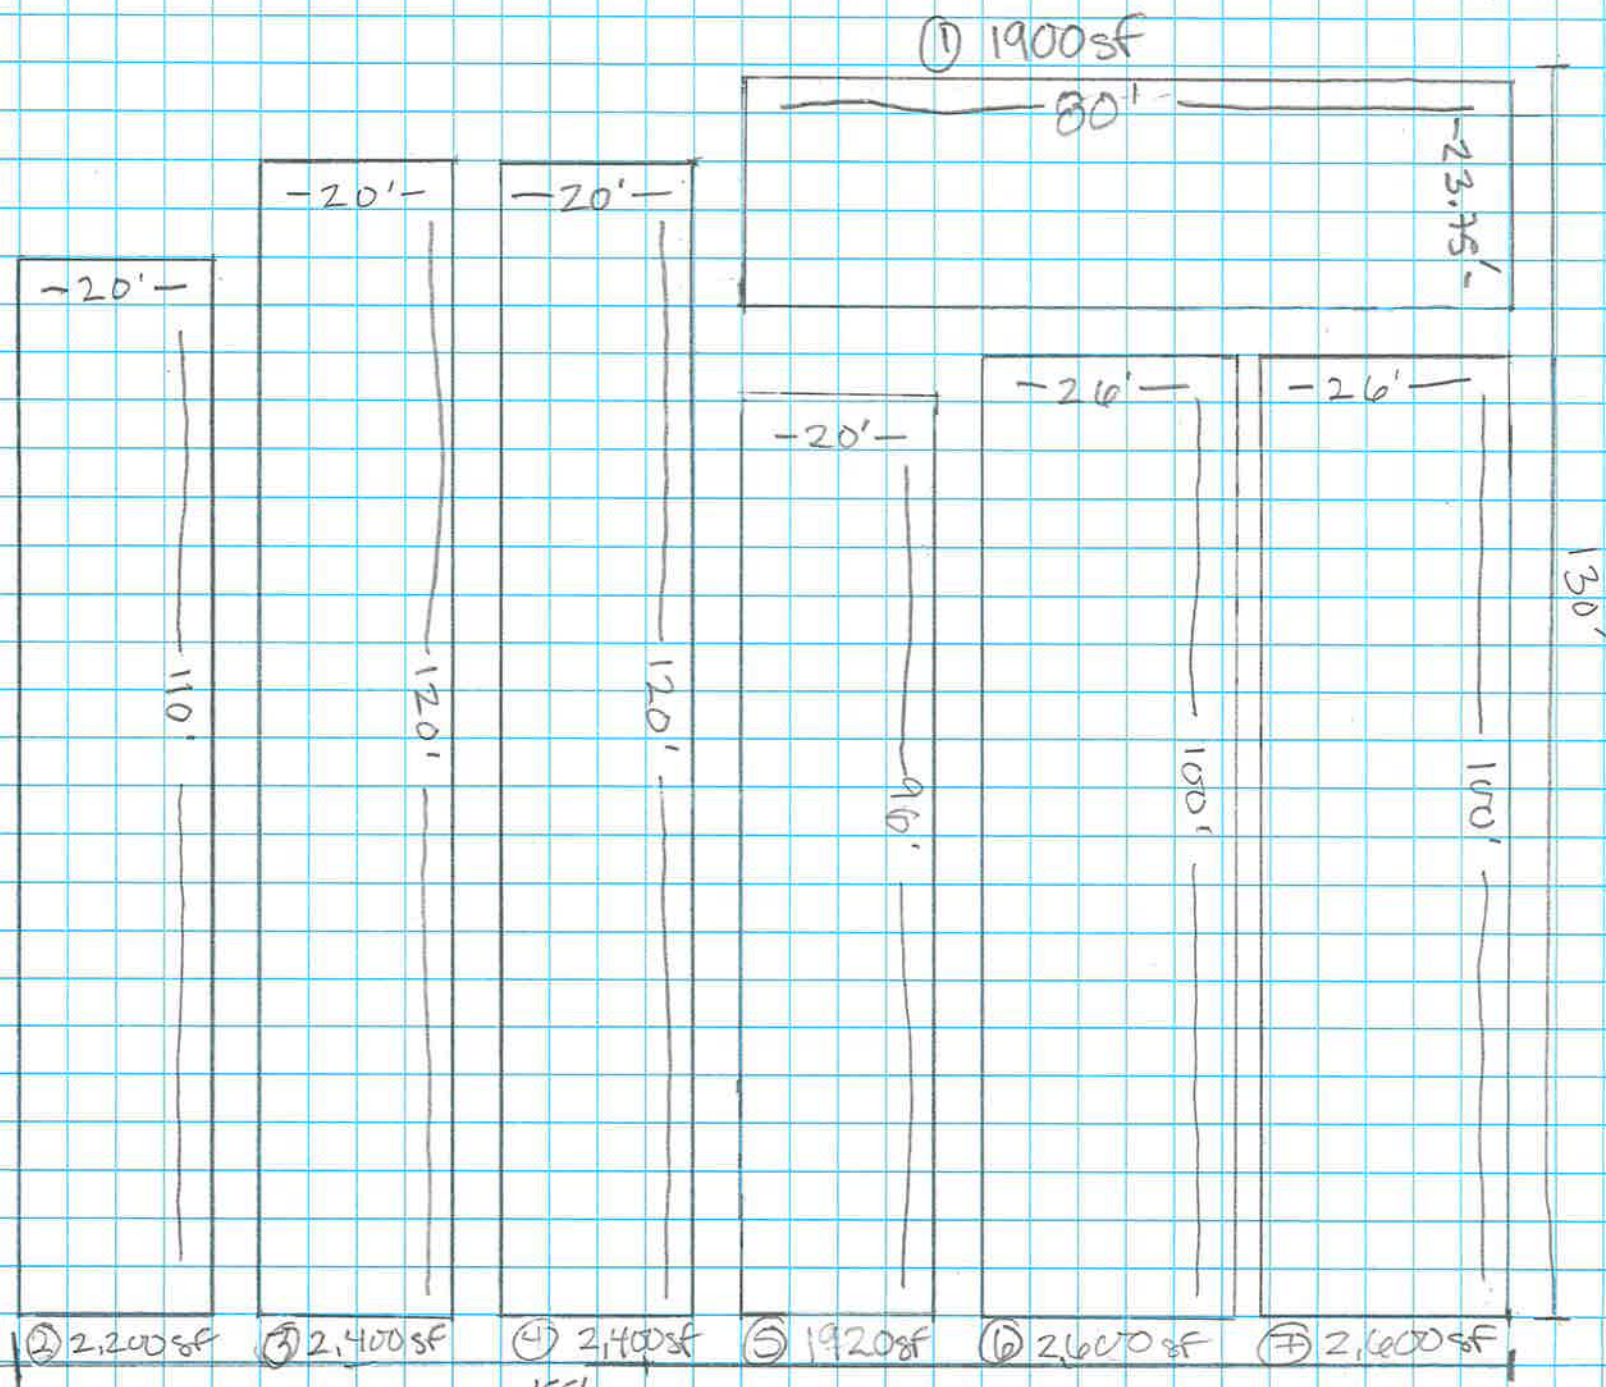 ① 1900sf
80'
-23.75'-
-20'-
110'
② 2,200sf
-20'-
120'
③ 2,400sf
-20'-
120'
④ 2,400sf
-20'-
96'
⑤ 1920sf
-26'-
100'
⑥ 2,600sf
-26'-
100'
⑦ 2,600sf
130'